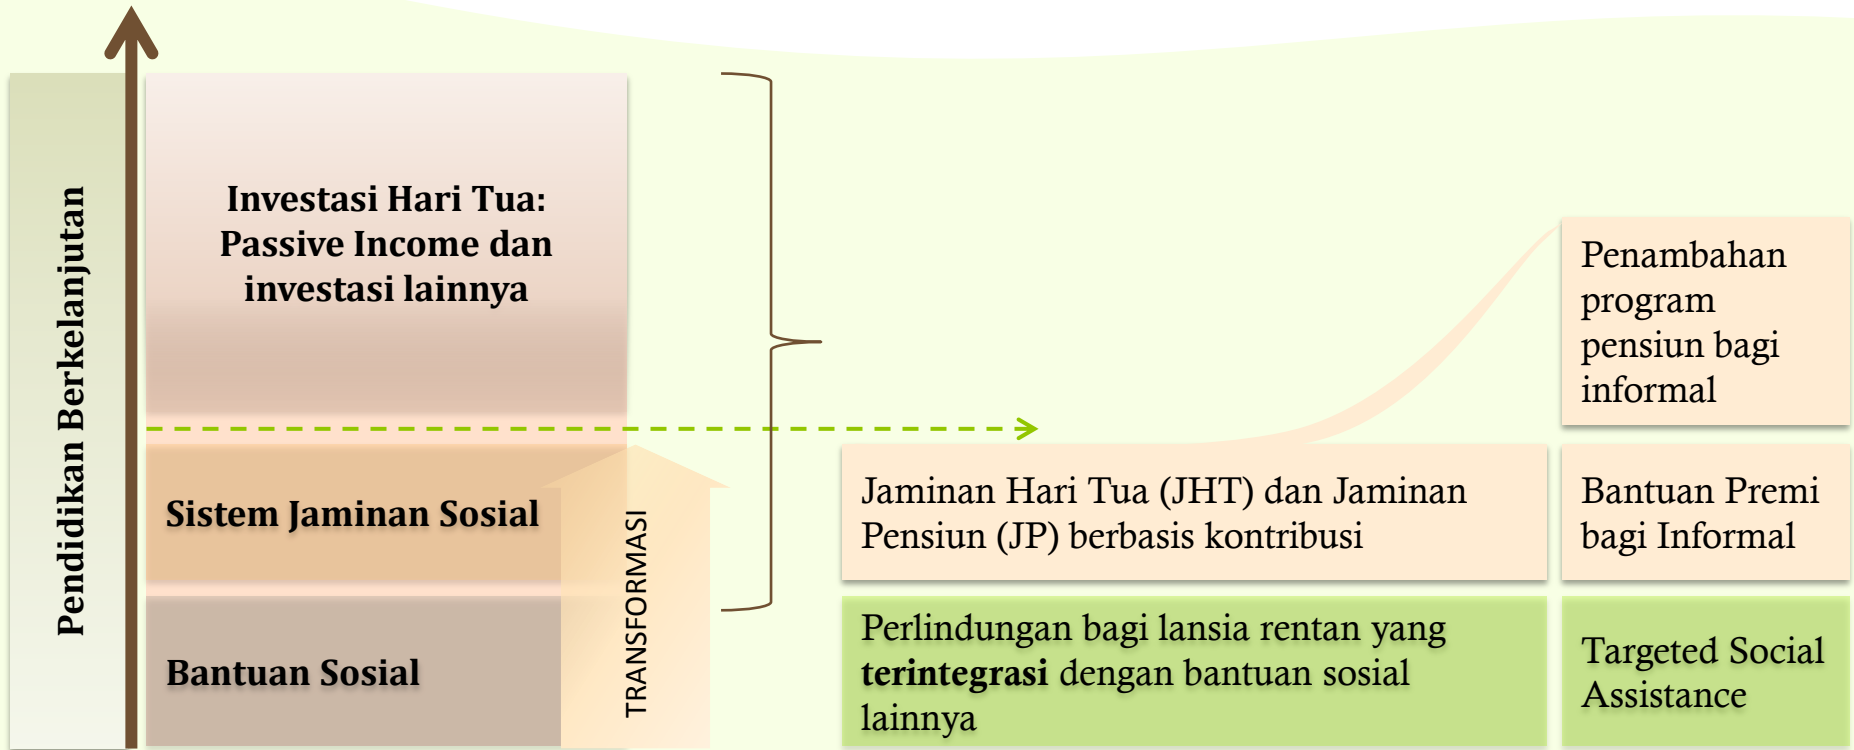 Pendidikan Berkelanjutan
Investasi Hari Tua:
Passive Income dan
investasi lainnya
Sistem Jaminan Sosial
Bantuan Sosial
TRANSFORMASI
Jaminan Hari Tua (JHT) dan Jaminan
Pensiun (JP) berbasis kontribusi
Perlindungan bagi lansia rentan yang
terintegrasi dengan bantuan sosial
lainnya
Penambahan
program
pensiun bagi
informal
Bantuan Premi
bagi Informal
Targeted Social
Assistance